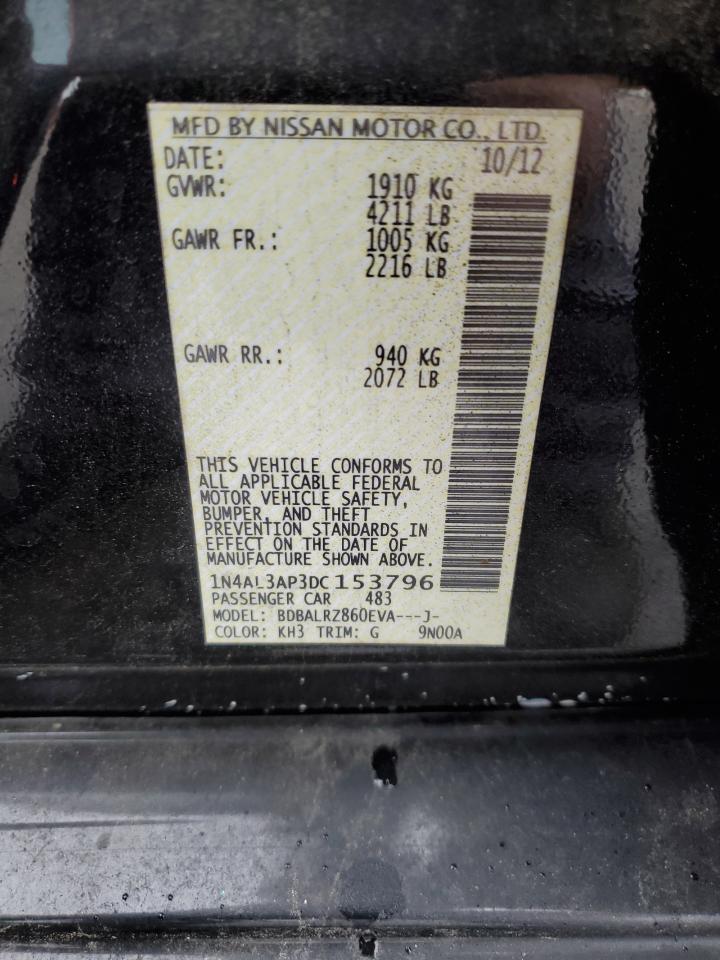 MFD BY NISSAN MOTOR CO., LTD.
DATE: 10/12
GVWR: 1910 KG
4211 LB
GAWR FR.: 1005 KG
2216 LB
GAWR RR.: 940 KG
2072 LB
THIS VEHICLE CONFORMS TO
ALL APPLICABLE FEDERAL
MOTOR VEHICLE SAFETY,
BUMPER, AND THEFT
PREVENTION STANDARDS IN
EFFECT ON THE DATE OF
MANUFACTURE SHOWN ABOVE.
1N4AL3AP3DC153796
PASSENGER CAR 483
MODEL: BDBALRZ860EVA---J-
COLOR: KH3 TRIM: G 9N00A